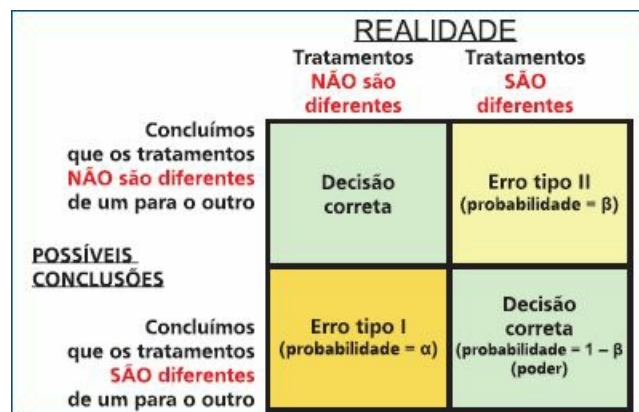 REALIDADE
Tratamentos
NÃO são
diferentes
Tratamentos
SÃO
diferentes
Concluímos
que os tratamentos
NÃO são diferentes
de um para o outro
Decisão
correta
Erro tipo II
(probabilidade = β)
POSSÍVEIS
CONCLUSÕES
Concluímos
que os tratamentos
SÃO diferentes
de um para o outro
Erro tipo I
(probabilidade = α)
Decisão
correta
(probabilidade = 1 – β
(poder)